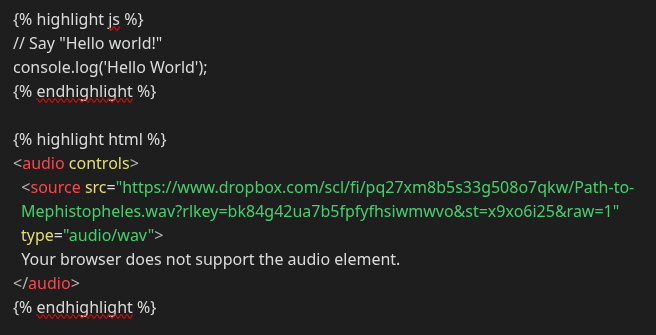 {% highlight js %}
// Say "Hello world!"
console.log('Hello World');
{% endhighlight %}

{% highlight html %}
<audio controls>
<source src="https://www.dropbox.com/scl/fi/pq27xm8b5s33g508o7qkw/Path-to-
Mephistopheles.wav?rlkey=bk84g42ua7b5fpfyfhsiwmwvo&st=x9xo6i25&raw=1"
type="audio/wav">
Your browser does not support the audio element.
</audio>
{% endhighlight %}